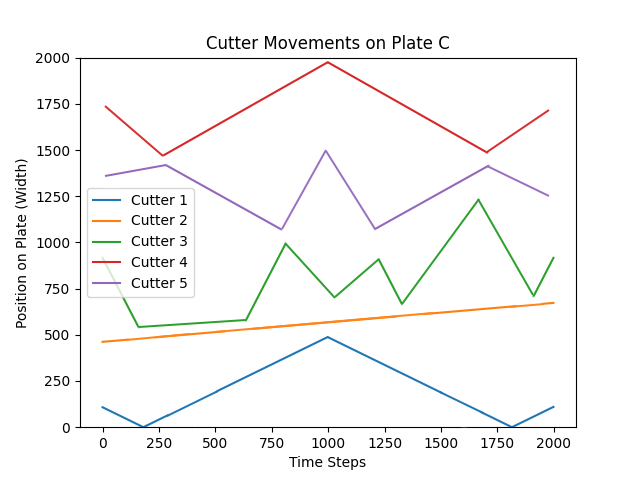 Cutter Movements on Plate C
2000
1750
1500
1250
1000
750
500
250
0
Position on Plate (Width)
Cutter 1
Cutter 2
Cutter 3
Cutter 4
Cutter 5
0 250 500 750 1000 1250 1500 1750 2000
Time Steps